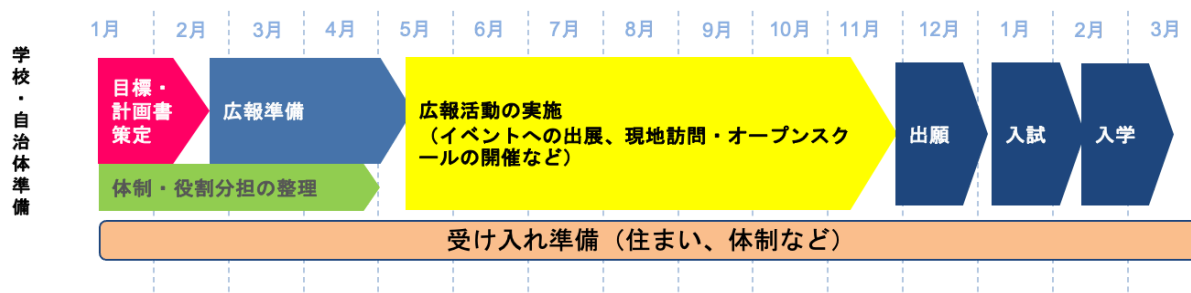 1月 2月 3月 4月 5月 6月 7月 8月 9月 10月 11月 12月 1月 2月 3月
学校・自治体準備
目標・
計画書
策定
広報準備
広報活動の実施
（イベントへの出展、現地訪問・オープンスク
ールの開催など）
出願
入試
入学
体制・役割分担の整理
受け入れ準備（住まい、体制など）